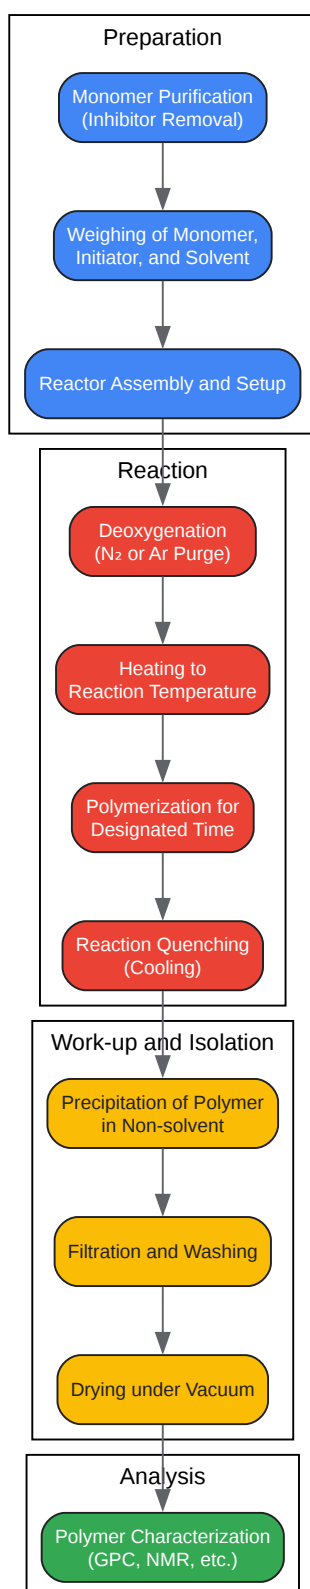 Preparation
Monomer Purification
(Inhibitor Removal)
Weighing of Monomer,
Initiator, and Solvent
Reactor Assembly and Setup
Reaction
Deoxygenation
(N₂ or Ar Purge)
Heating to
Reaction Temperature
Polymerization for
Designated Time
Reaction Quenching
(Cooling)
Work-up and Isolation
Precipitation of Polymer
in Non-solvent
Filtration and Washing
Drying under Vacuum
Analysis
Polymer Characterization
(GPC, NMR, etc.)